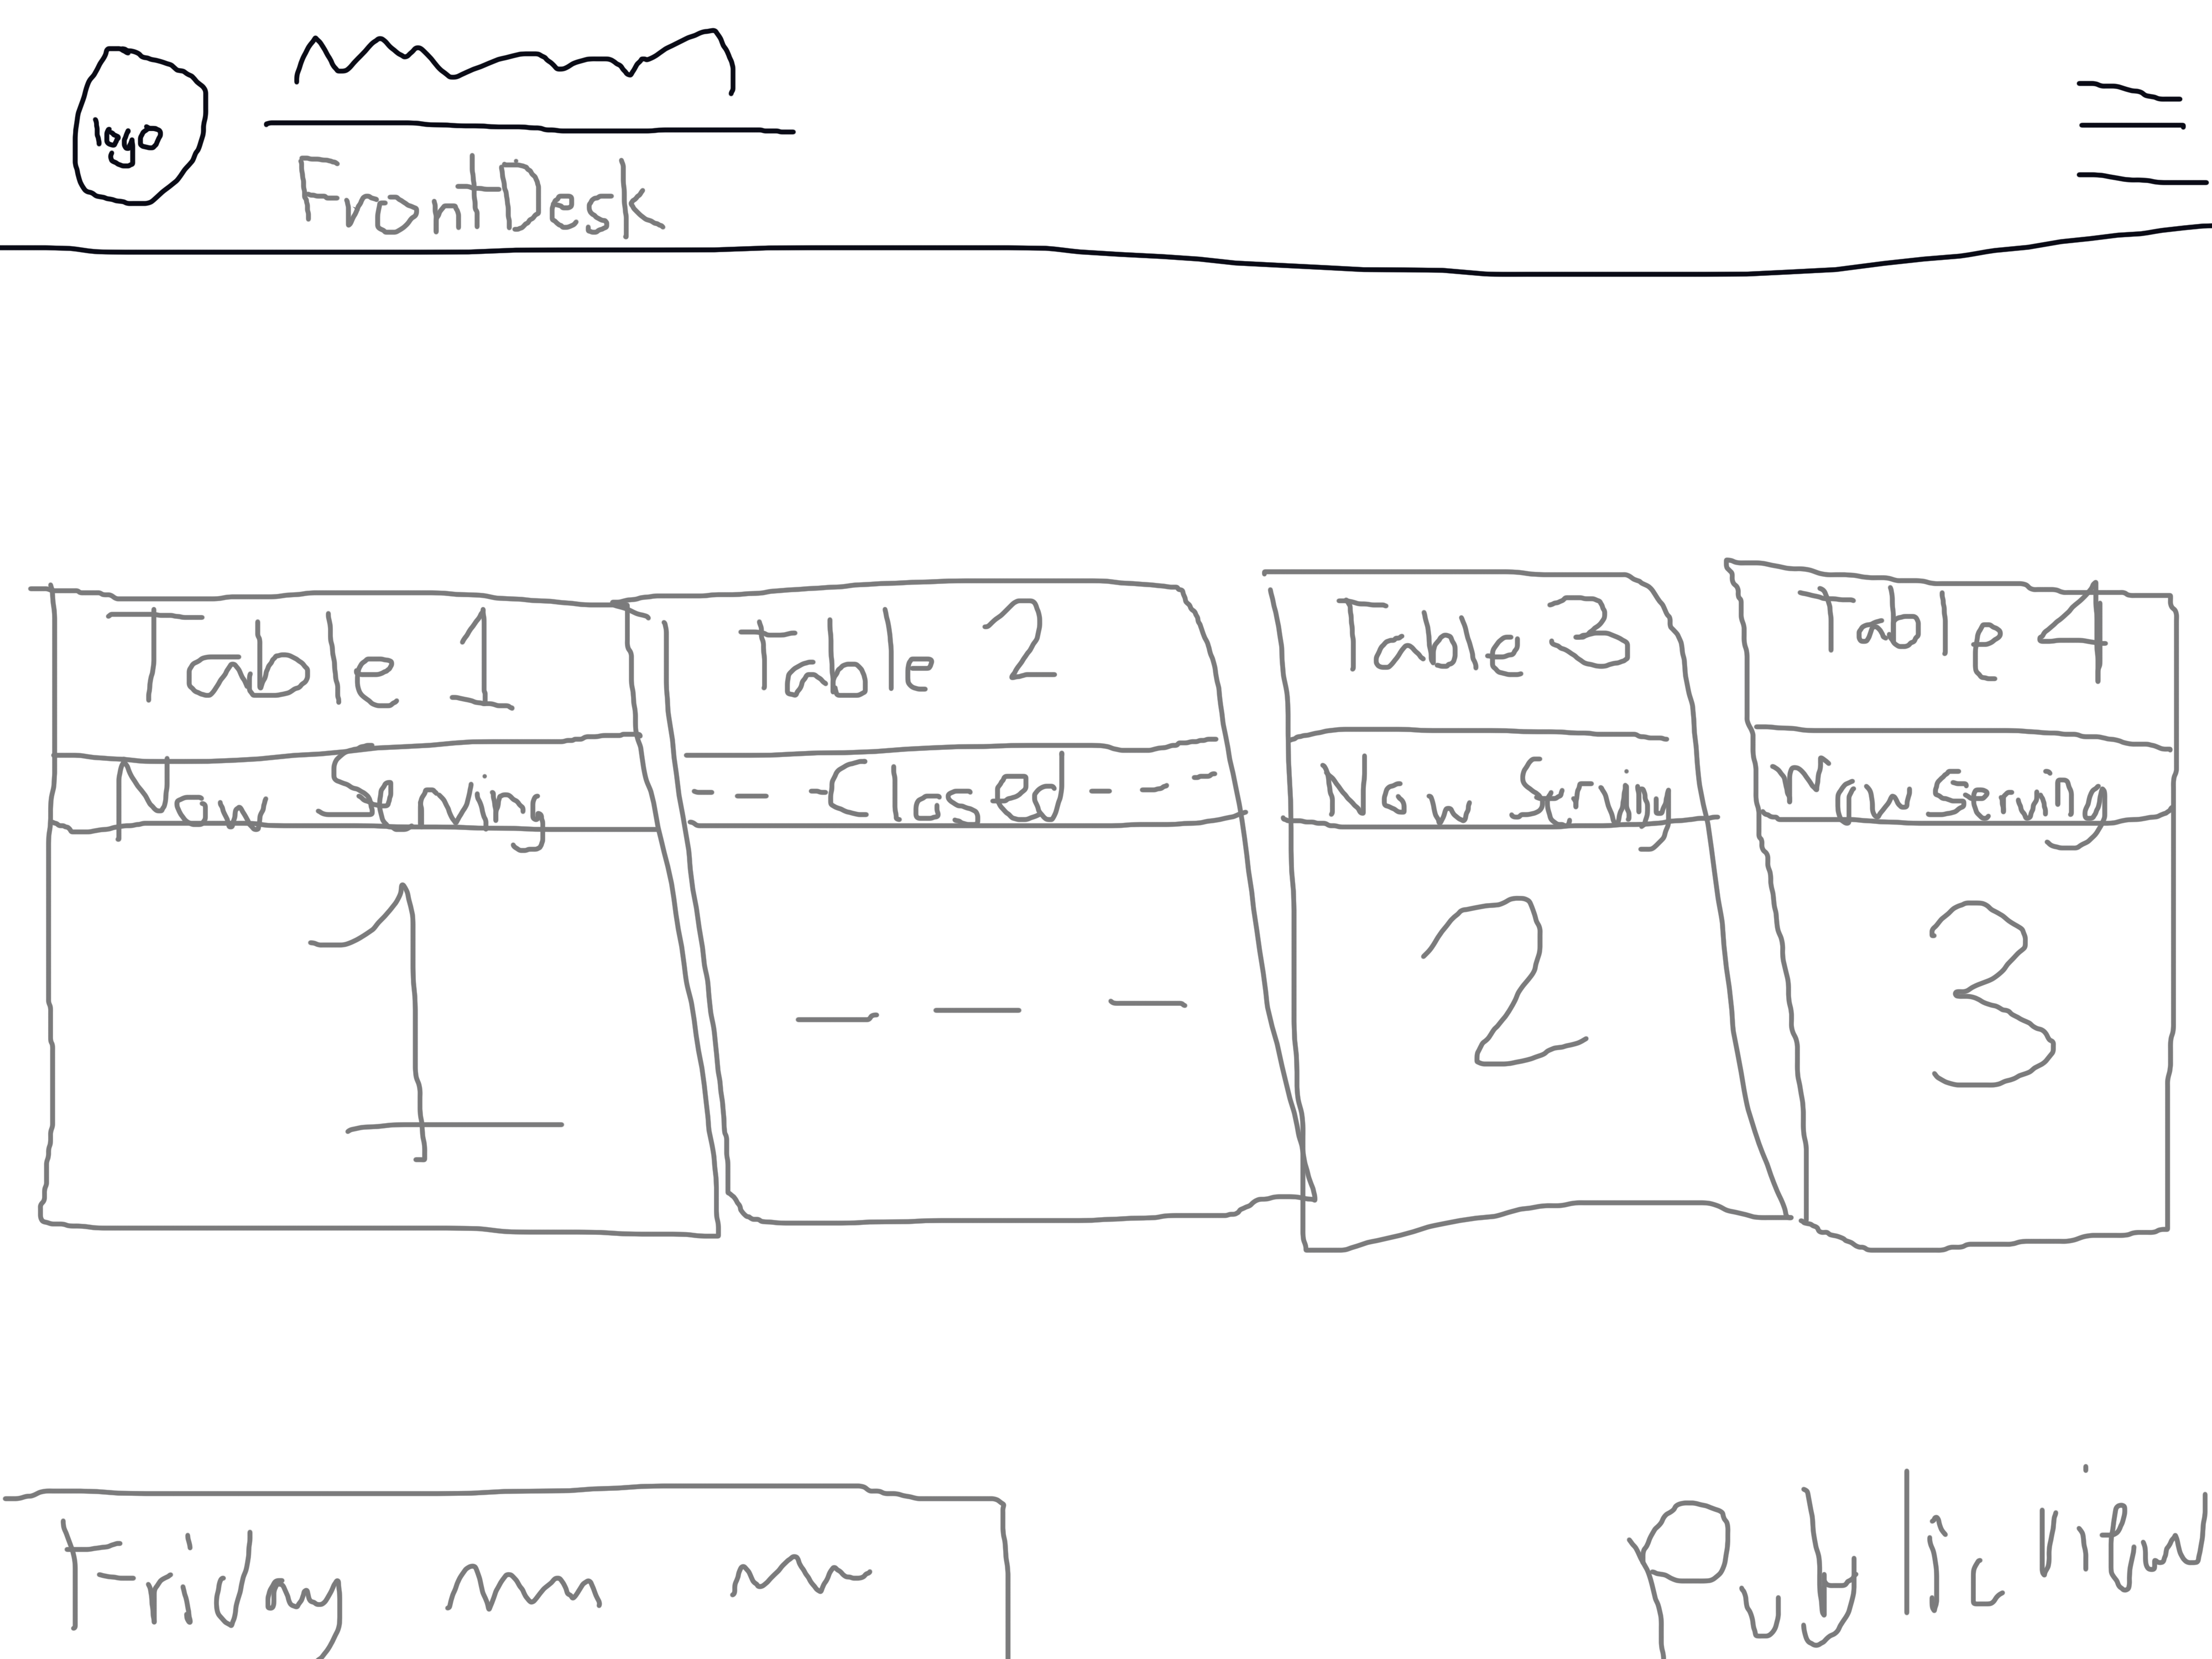 logo
FrontDesk
Table 1
Table 2
Table 3
Table 4
Now Serving
--- Closed ---
Now Serving
Now Serving
1
---
2
3
Friday
Public View